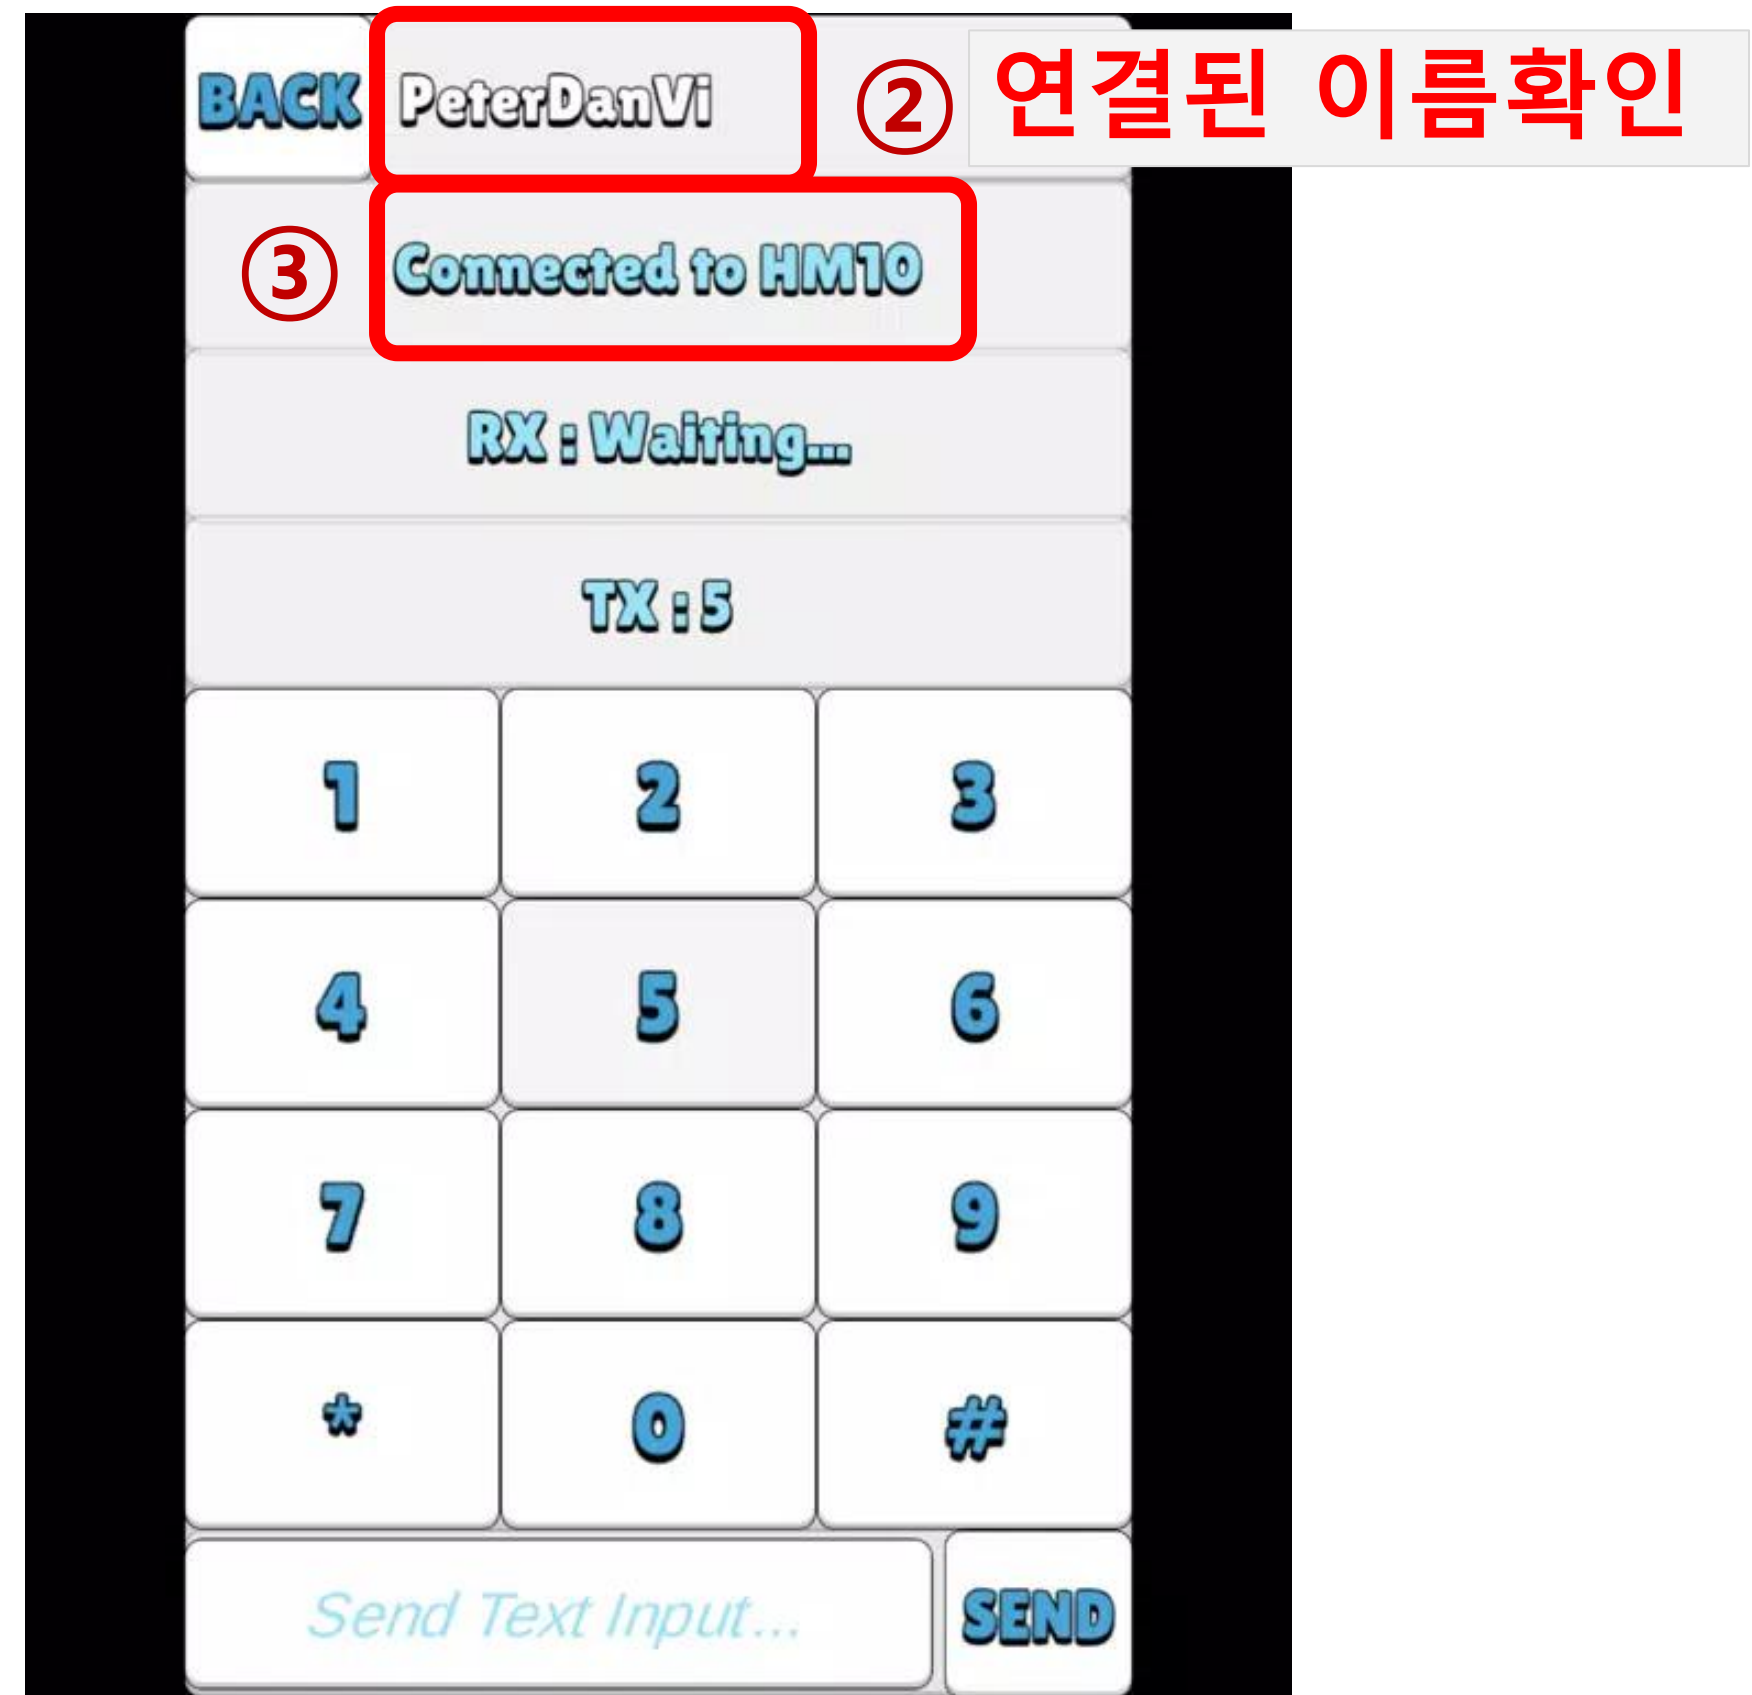 BACK PeterDanVi ② 연결된 이름확인
③ Connected to HM10
RX : Waiting...
TX : 5
1 2 3
4 5 6
7 8 9
* 0 #
Send Text Input... SEND